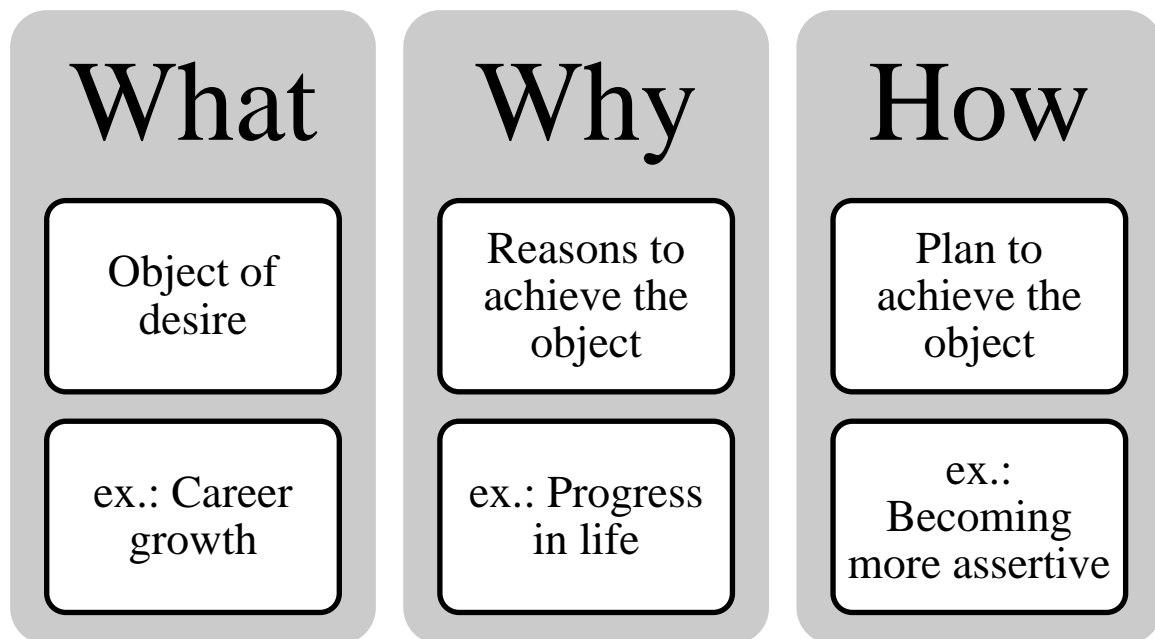 What
Object of
desire
ex.: Career
growth
Why
Reasons to
achieve the
object
ex.: Progress
in life
How
Plan to
achieve the
object
ex.:
Becoming
more assertive